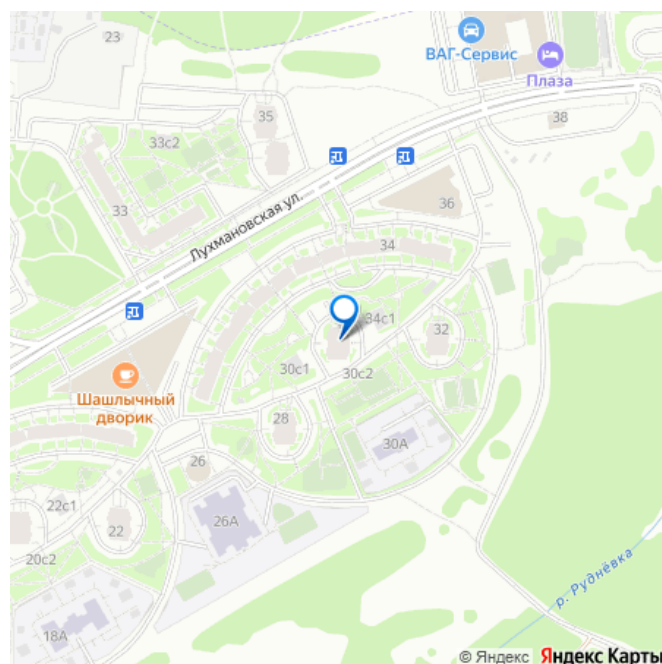 23
ВАГ-Сервис
Плаза
35
38
33с2
33
36
Лухмановская ул.
34
34с1
32
30с1
30с2
Шашлычный
дворик
28
30А
26
22с1
26А
22
20с2
р. Руднёвка
18А
© Яндекс Яндекс Карты